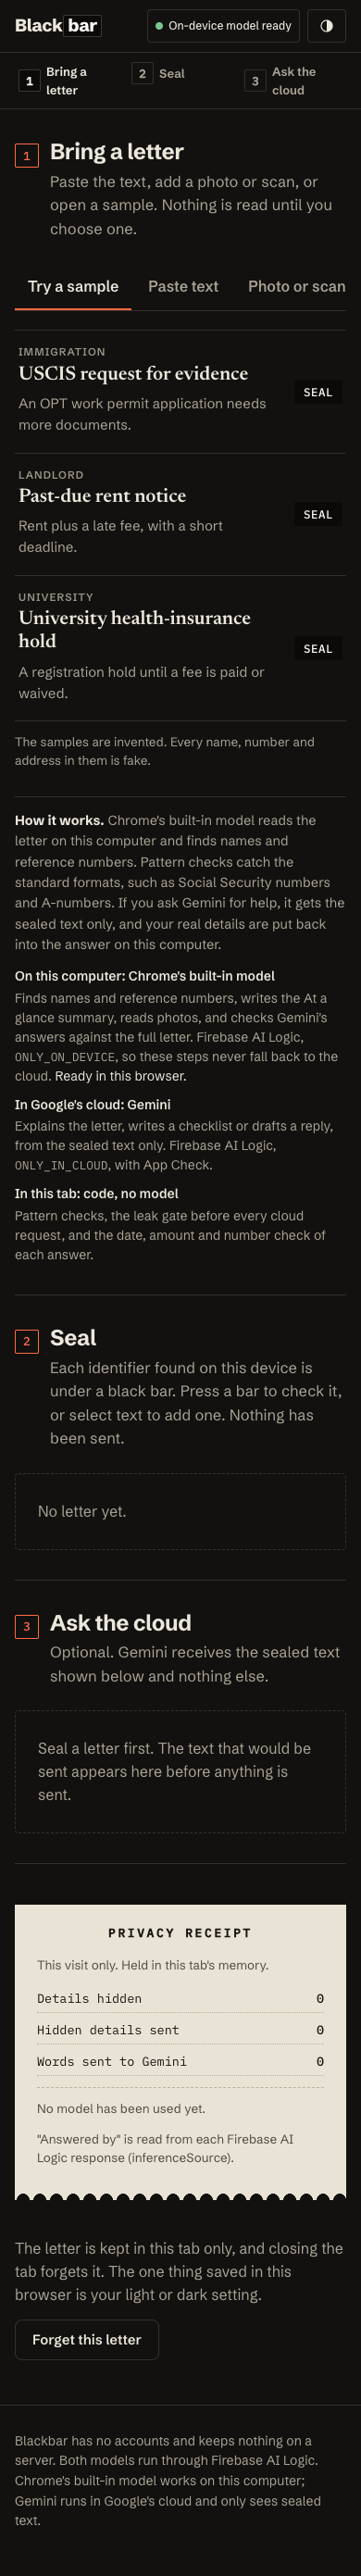 Black bar
On-device model ready
1 Bring a letter
2 Seal
3 Ask the cloud
1 Bring a letter
Paste the text, add a photo or scan, or
open a sample. Nothing is read until you
choose one.
Try a sample
Paste text
Photo or scan
IMMIGRATION
USCIS request for evidence
An OPT work permit application needs
more documents.
SEAL
LANDLORD
Past-due rent notice
Rent plus a late fee, with a short
deadline.
SEAL
UNIVERSITY
University health-insurance
hold
A registration hold until a fee is paid or
waived.
SEAL
The samples are invented. Every name, number and
address in them is fake.
How it works. Chrome's built-in model reads the
letter on this computer and finds names and
reference numbers. Pattern checks catch the
standard formats, such as Social Security numbers
and A-numbers. If you ask Gemini for help, it gets the
sealed text only, and your real details are put back
into the answer on this computer.
On this computer: Chrome's built-in model
Finds names and reference numbers, writes the At a
glance summary, reads photos, and checks Gemini's
answers against the full letter. Firebase AI Logic,
ONLY_ON_DEVICE, so these steps never fall back to the
cloud. Ready in this browser.
In Google's cloud: Gemini
Explains the letter, writes a checklist or drafts a reply,
from the sealed text only. Firebase AI Logic,
ONLY_IN_CLOUD, with App Check.
In this tab: code, no model
Pattern checks, the leak gate before every cloud
request, and the date, amount and number check of
each answer.
2 Seal
Each identifier found on this device is
under a black bar. Press a bar to check it,
or select text to add one. Nothing has
been sent.
No letter yet.
3 Ask the cloud
Optional. Gemini receives the sealed text
shown below and nothing else.
Seal a letter first. The text that would be
sent appears here before anything is
sent.
PRIVACY RECEIPT
This visit only. Held in this tab's memory.
Details hidden 0
Hidden details sent 0
Words sent to Gemini 0
No model has been used yet.
"Answered by" is read from each Firebase AI
Logic response (inferenceSource).
The letter is kept in this tab only, and closing the
tab forgets it. The one thing saved in this
browser is your light or dark setting.
Forget this letter
Blackbar has no accounts and keeps nothing on a
server. Both models run through Firebase AI Logic.
Chrome's built-in model works on this computer;
Gemini runs in Google's cloud and only sees sealed
text.